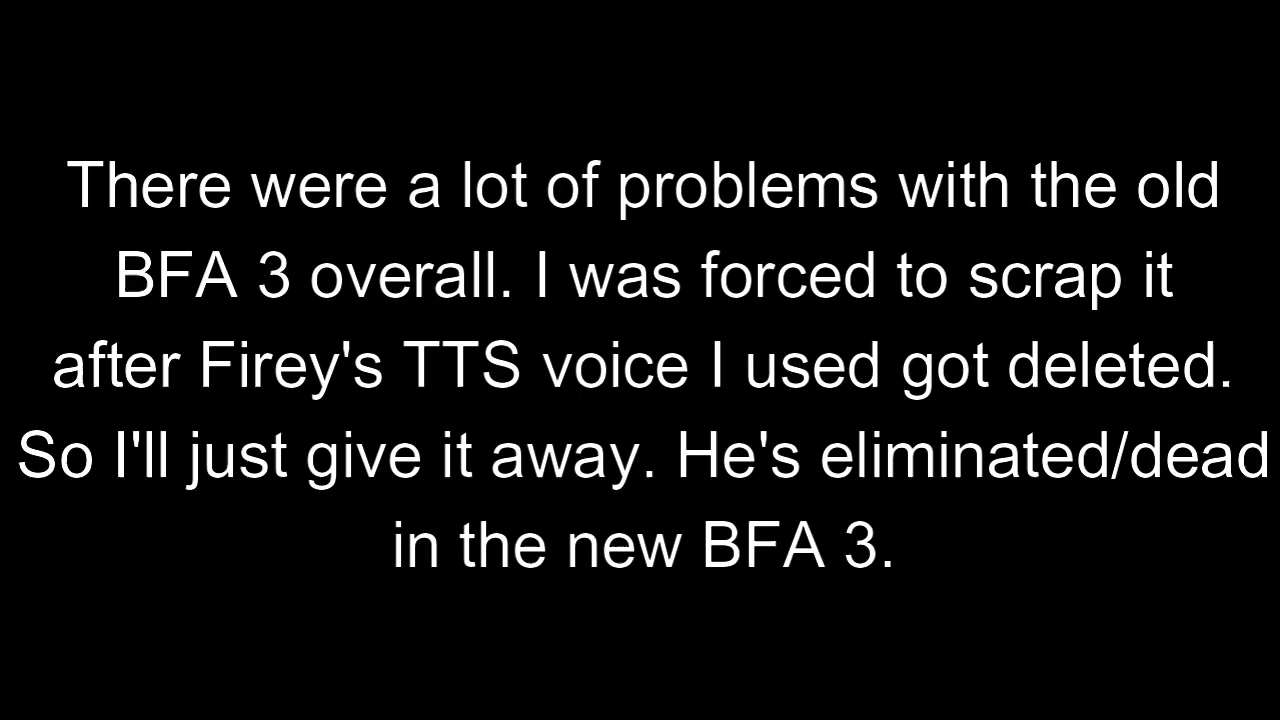 There were a lot of problems with the old
BFA 3 overall. I was forced to scrap it
after Firey's TTS voice I used got deleted.
So I'll just give it away. He's eliminated/dead
in the new BFA 3.